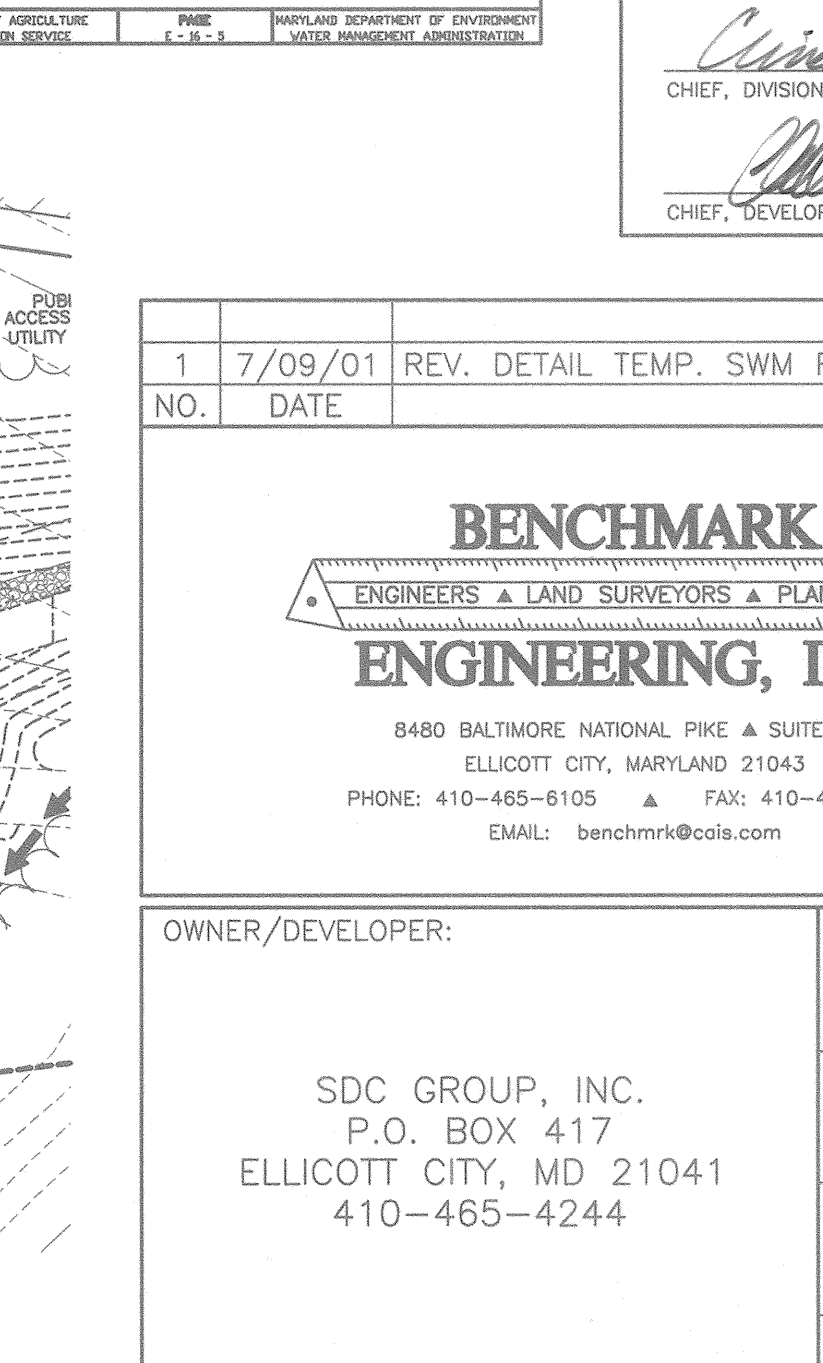 AGRICULTURE
ON SERVICE
PAGE
E - 16 - 5
MARYLAND DEPARTMENT OF ENVIRONMENT
WATER MANAGEMENT ADMINISTRATION
CHIEF, DIVISION
CHIEF, DEVELOP
PUBI
ACCESS
UTILITY
1 7/09/01 REV. DETAIL TEMP. SWM
NO. DATE
BENCHMARK
ENGINEERS ▲ LAND SURVEYORS ▲ PLA
ENGINEERING, I
8480 BALTIMORE NATIONAL PIKE ▲ SUITE
ELLICOTT CITY, MARYLAND 21043
PHONE: 410-465-6105 ▲ FAX: 410-4
EMAIL: benchmrk@cais.com
OWNER/DEVELOPER:
SDC GROUP, INC.
P.O. BOX 417
ELLICOTT CITY, MD 21041
410-465-4244